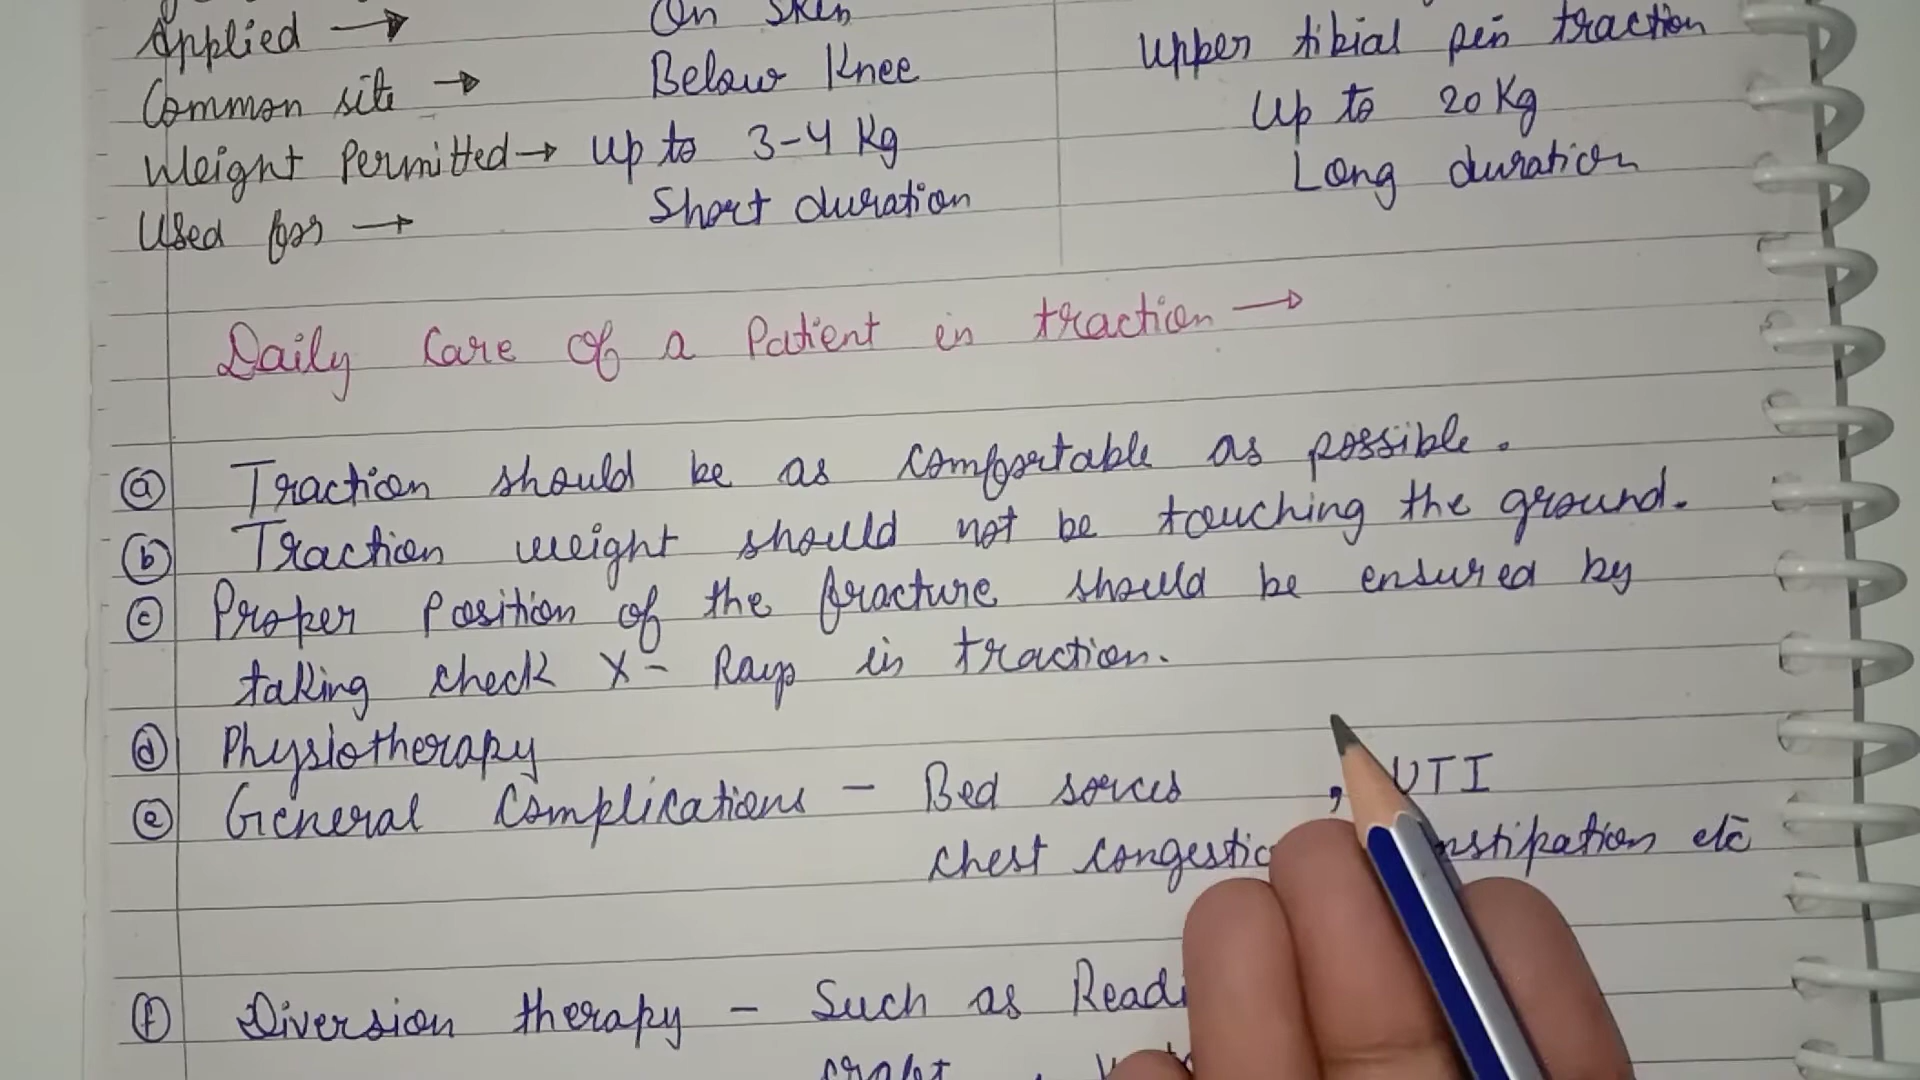 Applied → On Skin
Common site → Below Knee Upper tibial pin traction
Weight Permitted → Up to 3-4 Kg Up to 20 Kg
Used for → Short duration Long duration
Daily Care of a Patient in traction →
(a) Traction should be as comfortable as possible.
(b) Traction weight should not be touching the ground.
(c) Proper Position of the fracture should be ensured by
taking check X- Rays in traction.
(d) Physiotherapy
(e) General Complications - Bed sores , UTI
chest congestio nstipation etc
(f) Diversion therapy - Such as Readi